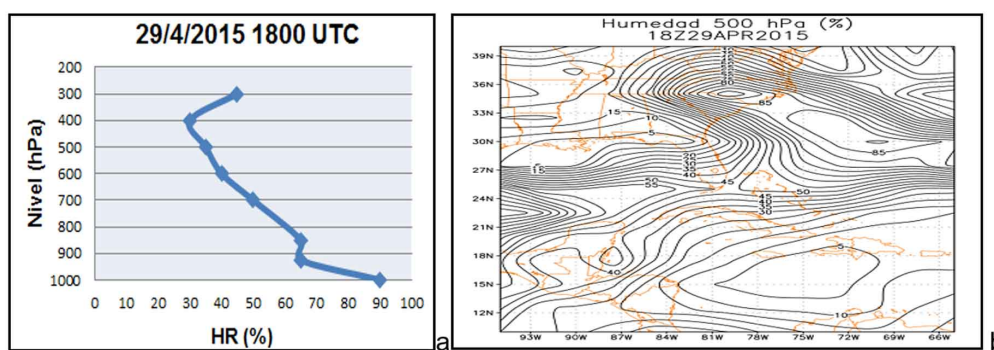 29/4/2015 1800 UTC
200
300
400
500
600
700
800
900
1000
Nivel (hPa)
0 10 20 30 40 50 60 70 80 90 100
HR (%)
a
Humedad 500 hPa (%)
18Z29APR2015
39N
36N
33N
30N
27N
24N
21N
18N
15N
12N
93W 90W 87W 84W 81W 78W 75W 72W 69W 66W
85
15
10
5
85
15
20
30
35
40
45
50
55
50
45
40
35
30
40
5
10